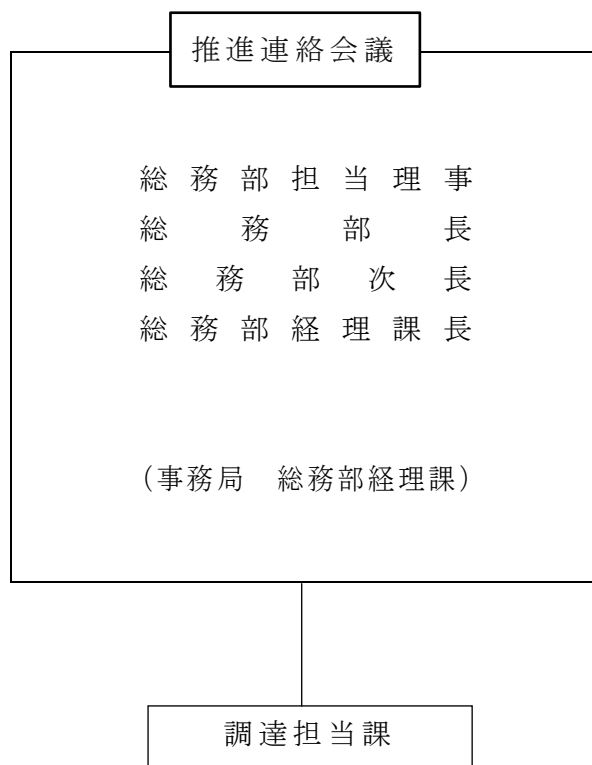 推進連絡会議
総務部担当理事
総務部長
総務部次長
総務部経理課長
（事務局　総務部経理課）
調達担当課